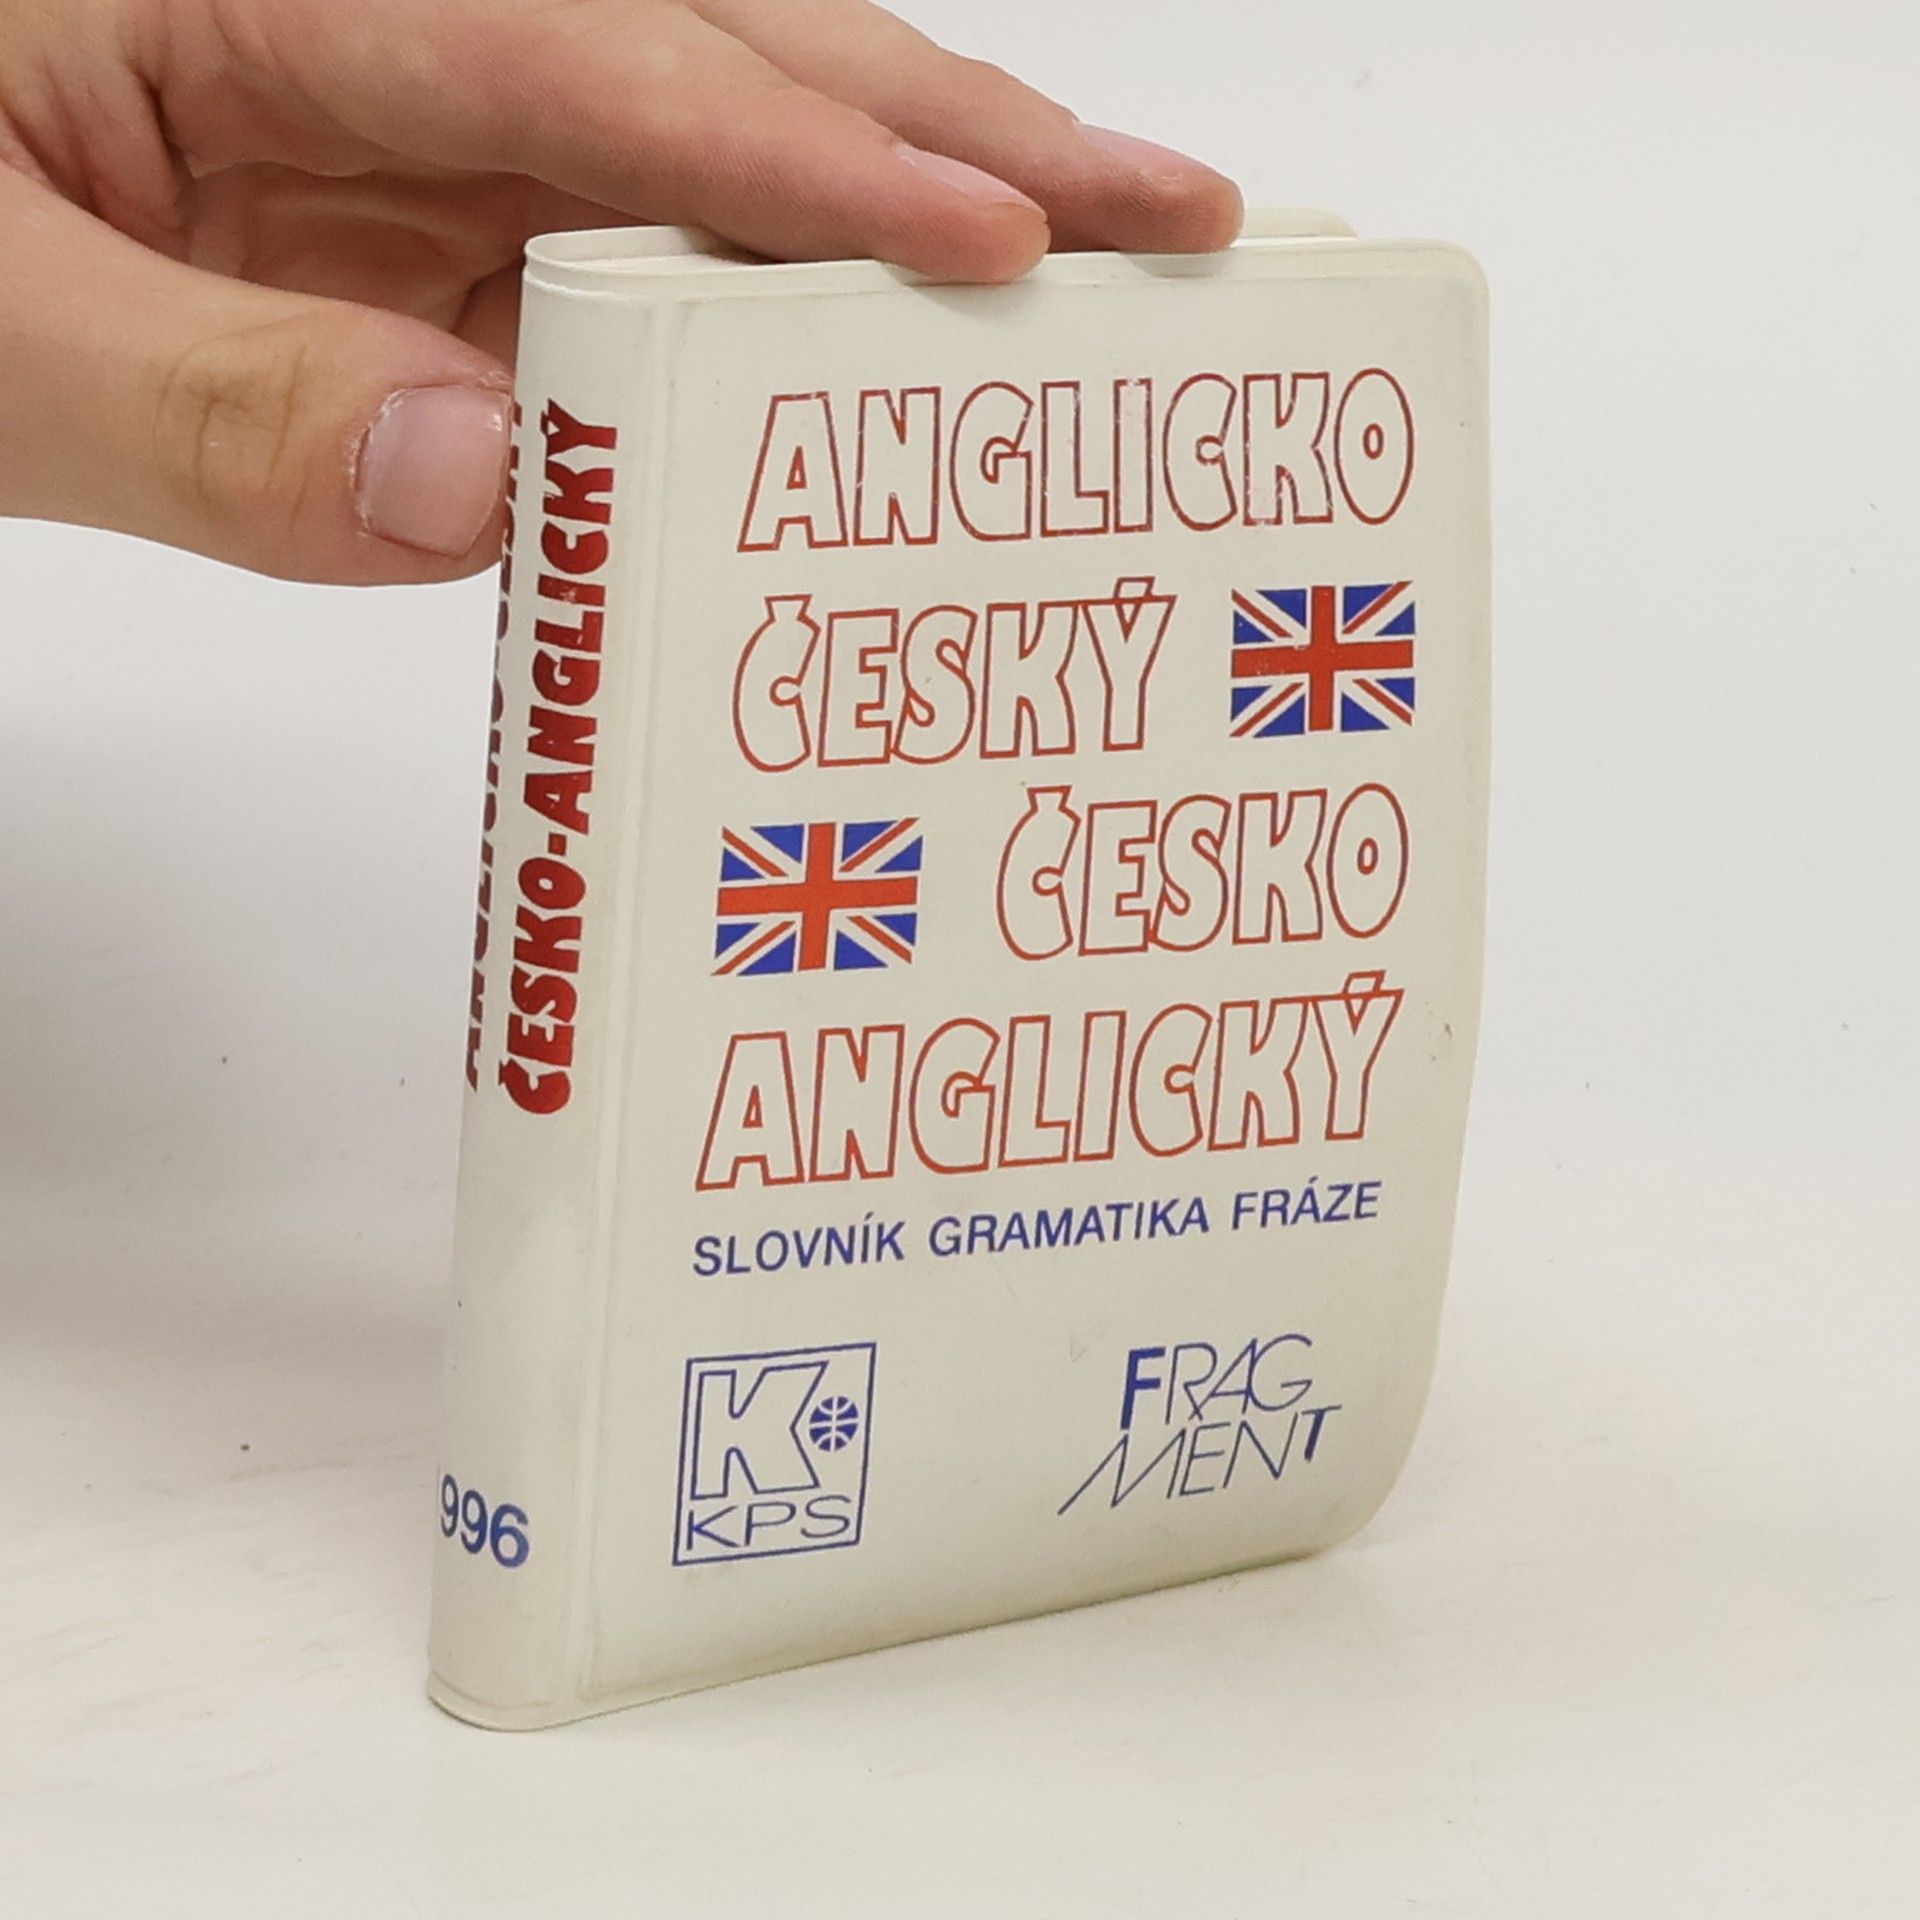 ANGLICKO
ČESKÝ
ČESKO
ANGLICKÝ
SLOVNÍK GRAMATIKA FRÁZE
K
KPS
FRAG
MENT
ČESKO-ANGLICKÝ
996